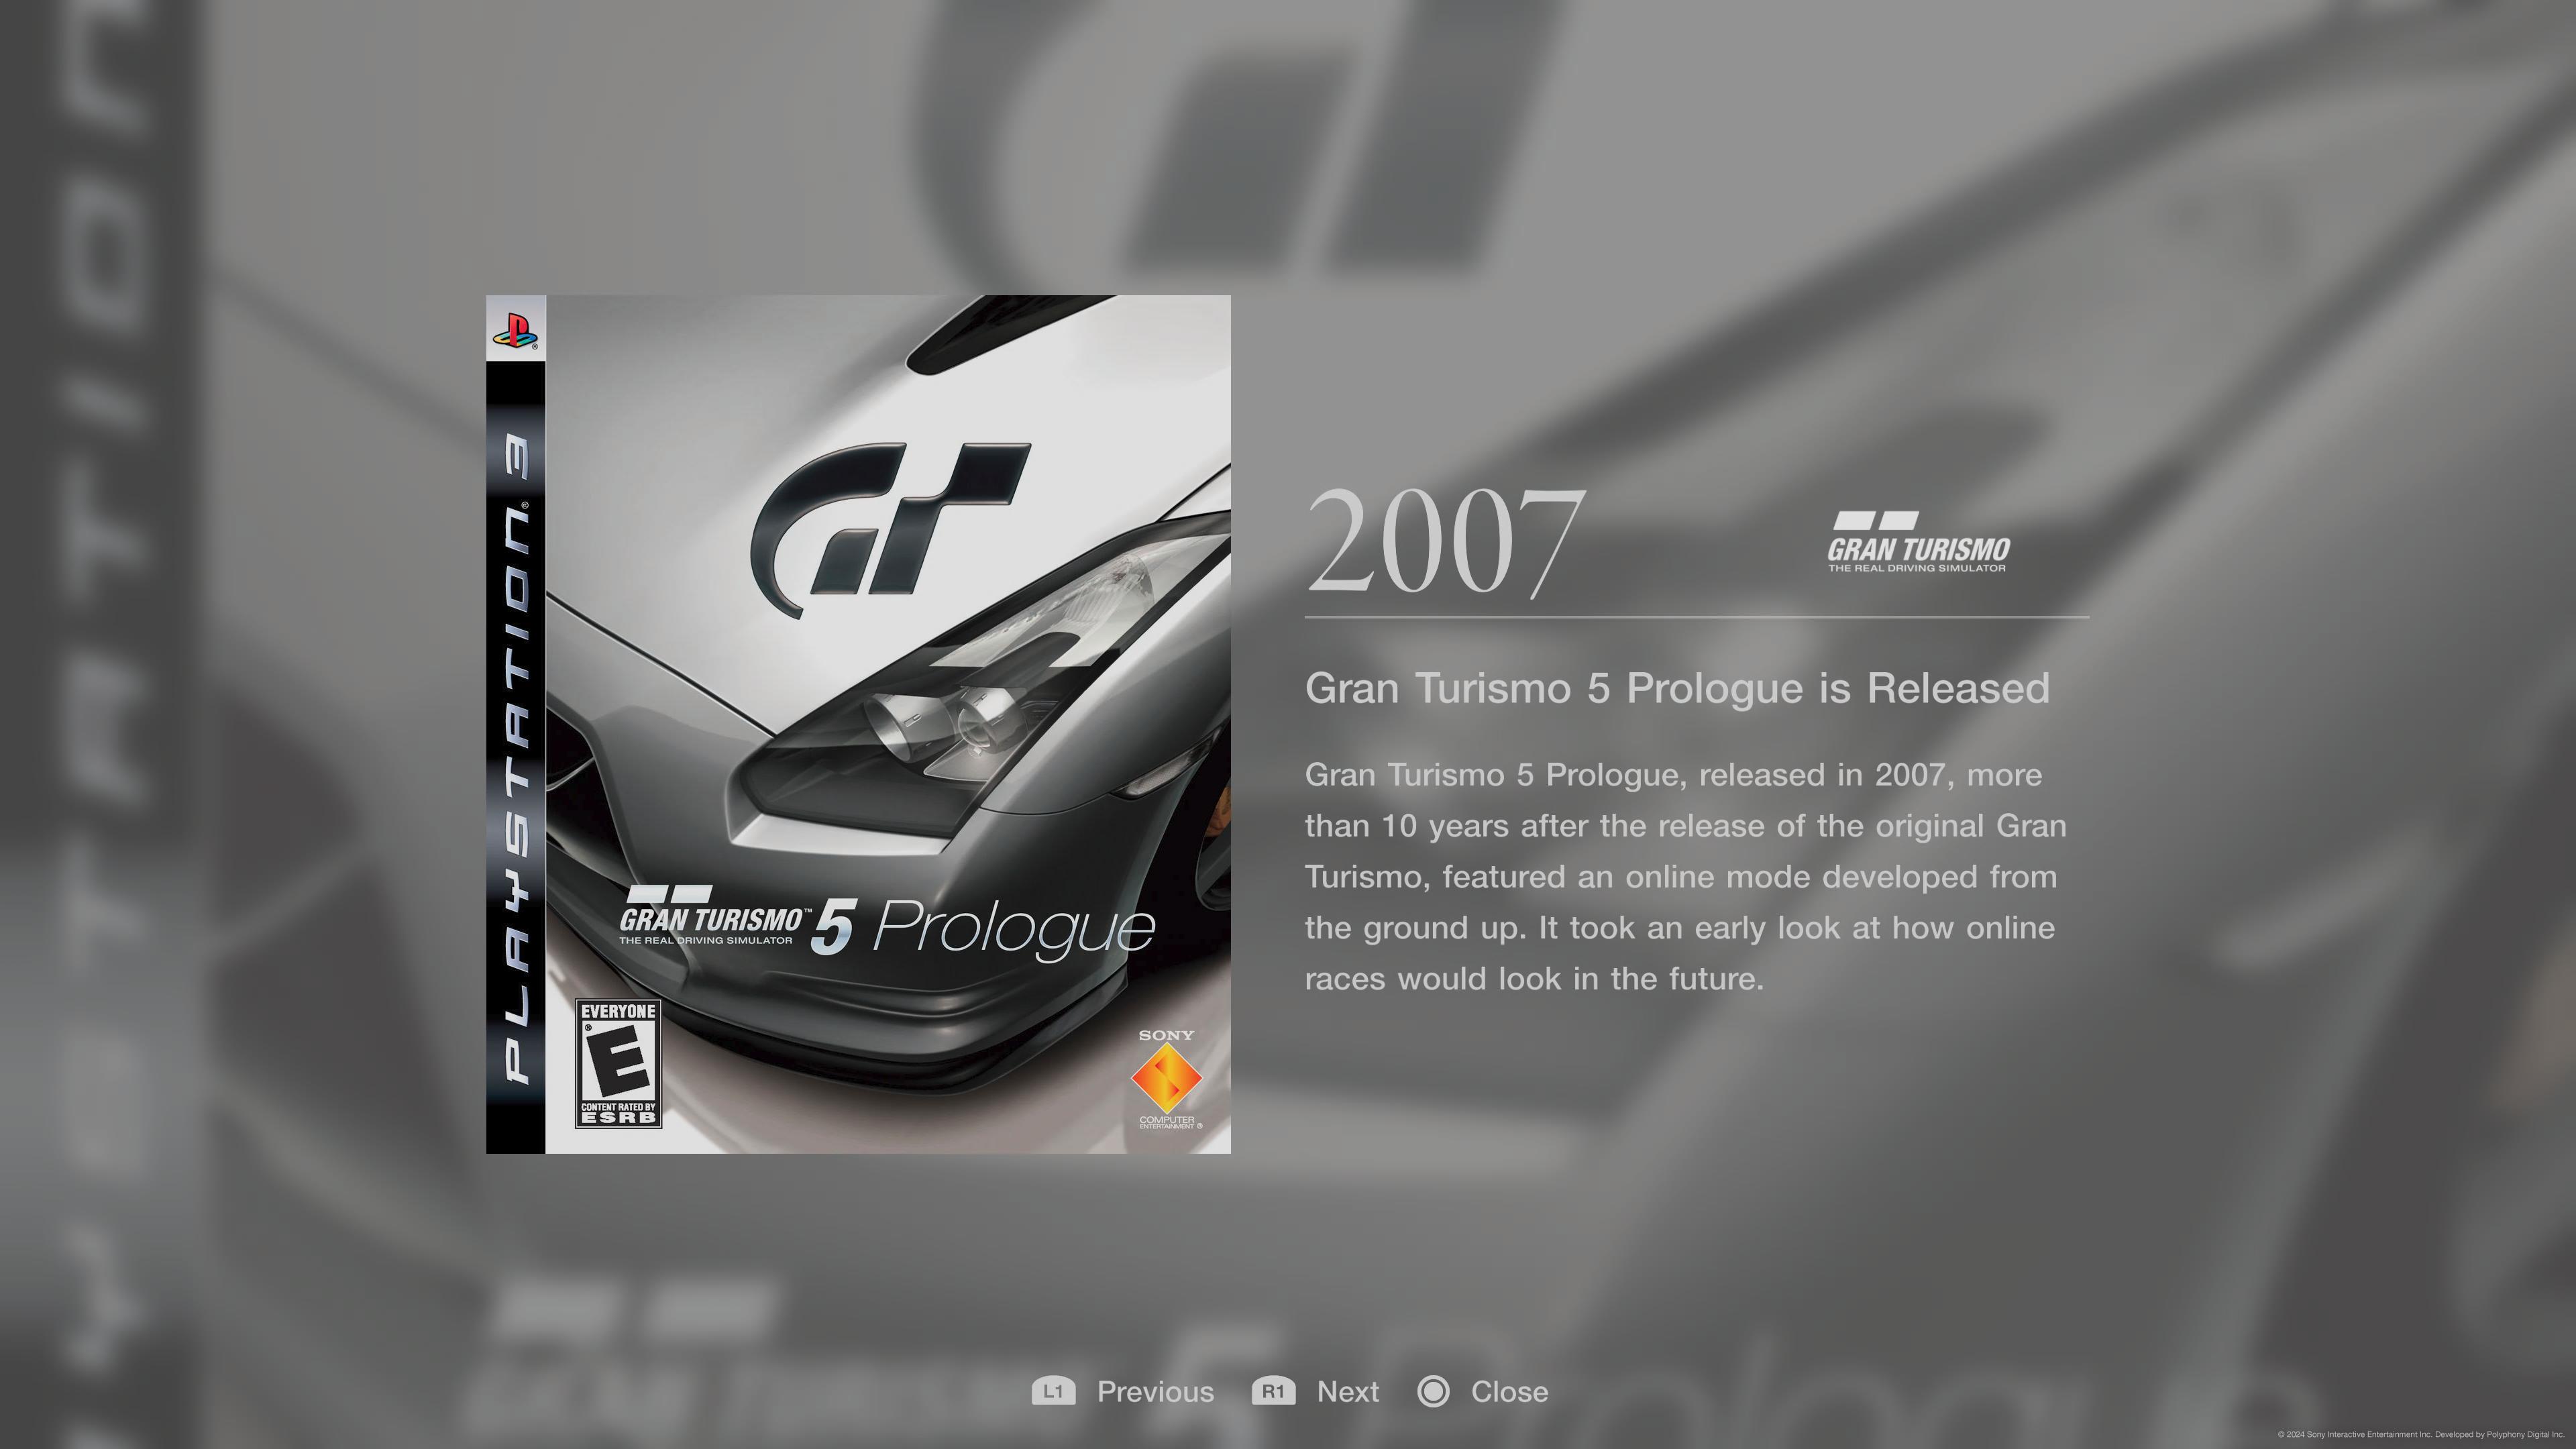 PLAYSTATION®3
GT
GRAN TURISMO™ 5 Prologue
THE REAL DRIVING SIMULATOR
EVERYONE
E
CONTENT RATED BY
ESRB
SONY
COMPUTER
ENTERTAINMENT ®
2007
GRAN TURISMO
THE REAL DRIVING SIMULATOR
Gran Turismo 5 Prologue is Released
Gran Turismo 5 Prologue, released in 2007, more
than 10 years after the release of the original Gran
Turismo, featured an online mode developed from
the ground up. It took an early look at how online
races would look in the future.
L1 Previous R1 Next Close
© 2024 Sony Interactive Entertainment Inc. Developed by Polyphony Digital Inc.